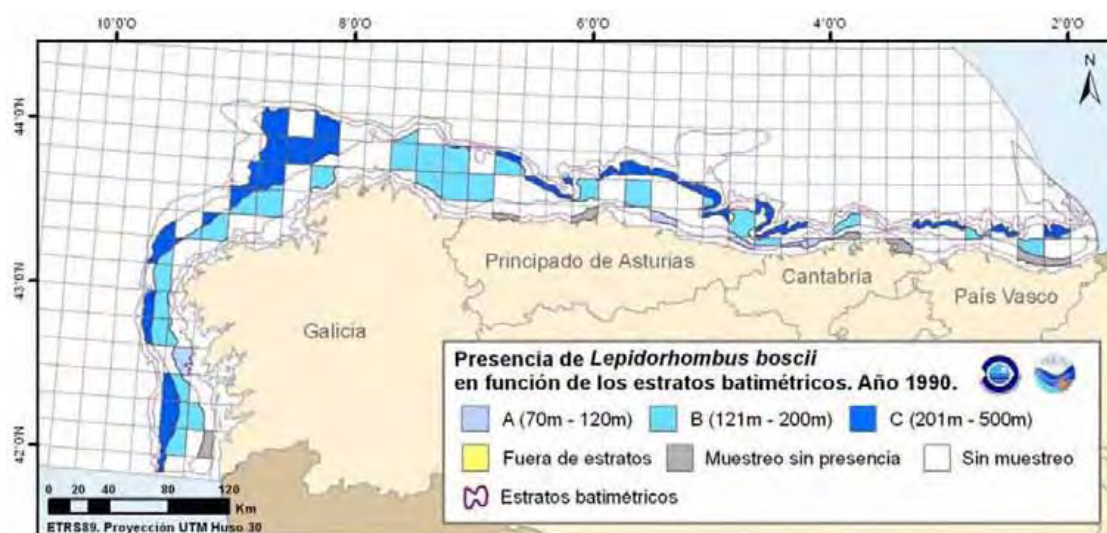 10°0'O 8°0'O 6°0'O 4°0'O 2°0'O
N
44°0'N
43°0'N
42°0'N
Principado de Asturias
Cantabria
País Vasco
Galicia
Presencia de Lepidorhombus boscii
en función de los estratos batimétricos. Año 1990.
A (70m - 120m) B (121m - 200m) C (201m - 500m)
Fuera de estratos Muestreo sin presencia Sin muestreo
Estratos batimétricos
0 20 40 80 120
Km
ETRS89. Proyección UTM Huso 30